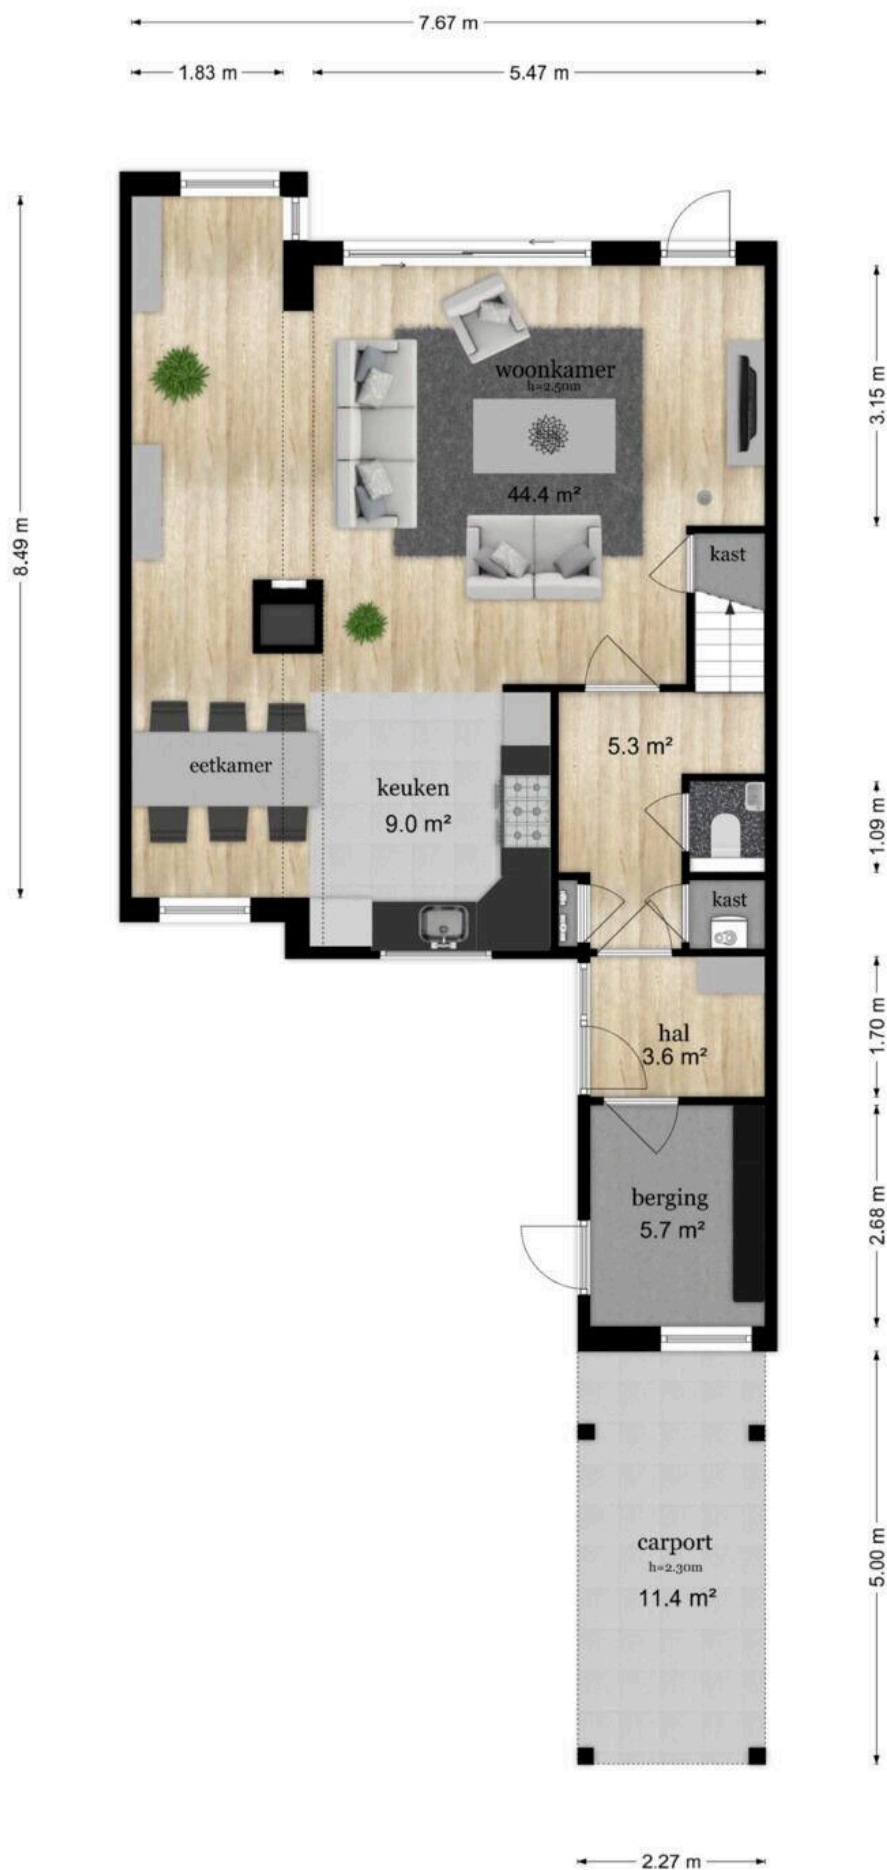 7.67 m
1.83 m
5.47 m
8.49 m
3.15 m
woonkamer
h=2.50m
44.4 m²
kast
eetkamer
keuken
9.0 m²
5.3 m²
1.09 m
kast
hal
3.6 m²
1.70 m
berging
5.7 m²
2.68 m
carport
h=2.30m
11.4 m²
5.00 m
2.27 m